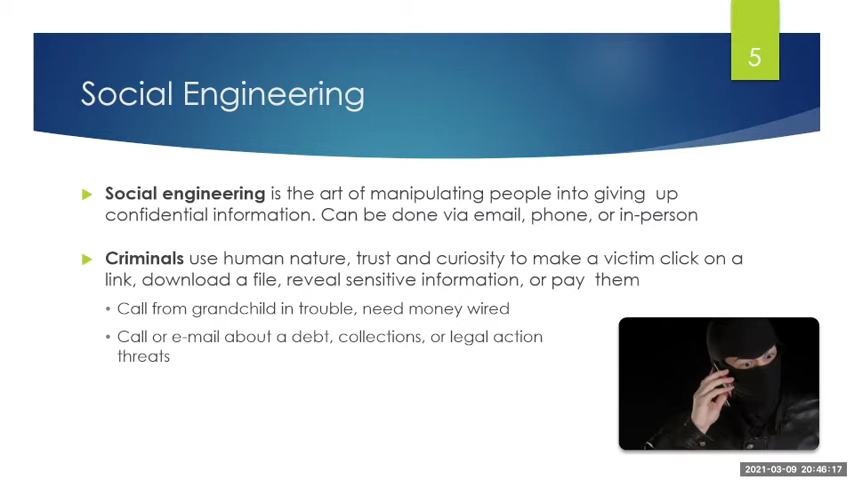 5
Social Engineering
Social engineering is the art of manipulating people into giving up
confidential information. Can be done via email, phone, or in-person
Criminals use human nature, trust and curiosity to make a victim click on a
link, download a file, reveal sensitive information, or pay them
• Call from grandchild in trouble, need money wired
• Call or e-mail about a debt, collections, or legal action
threats
2021-03-09 20:46:17